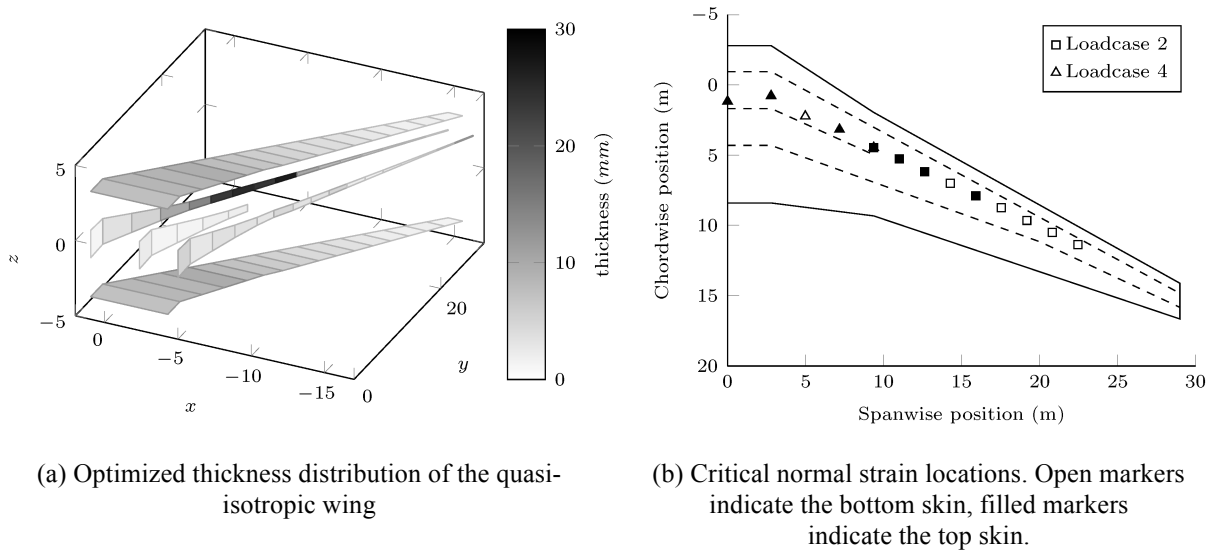 5
0
−5
z
0
−5
−10
−15
x
0
20
y
30
20
10
0
thickness (mm)
−5
0
5
10
15
20
Chordwise position (m)
0
5
10
15
20
25
30
Spanwise position (m)
Loadcase 2
Loadcase 4
(a) Optimized thickness distribution of the quasi-
isotropic wing
(b) Critical normal strain locations. Open markers
indicate the bottom skin, filled markers
indicate the top skin.